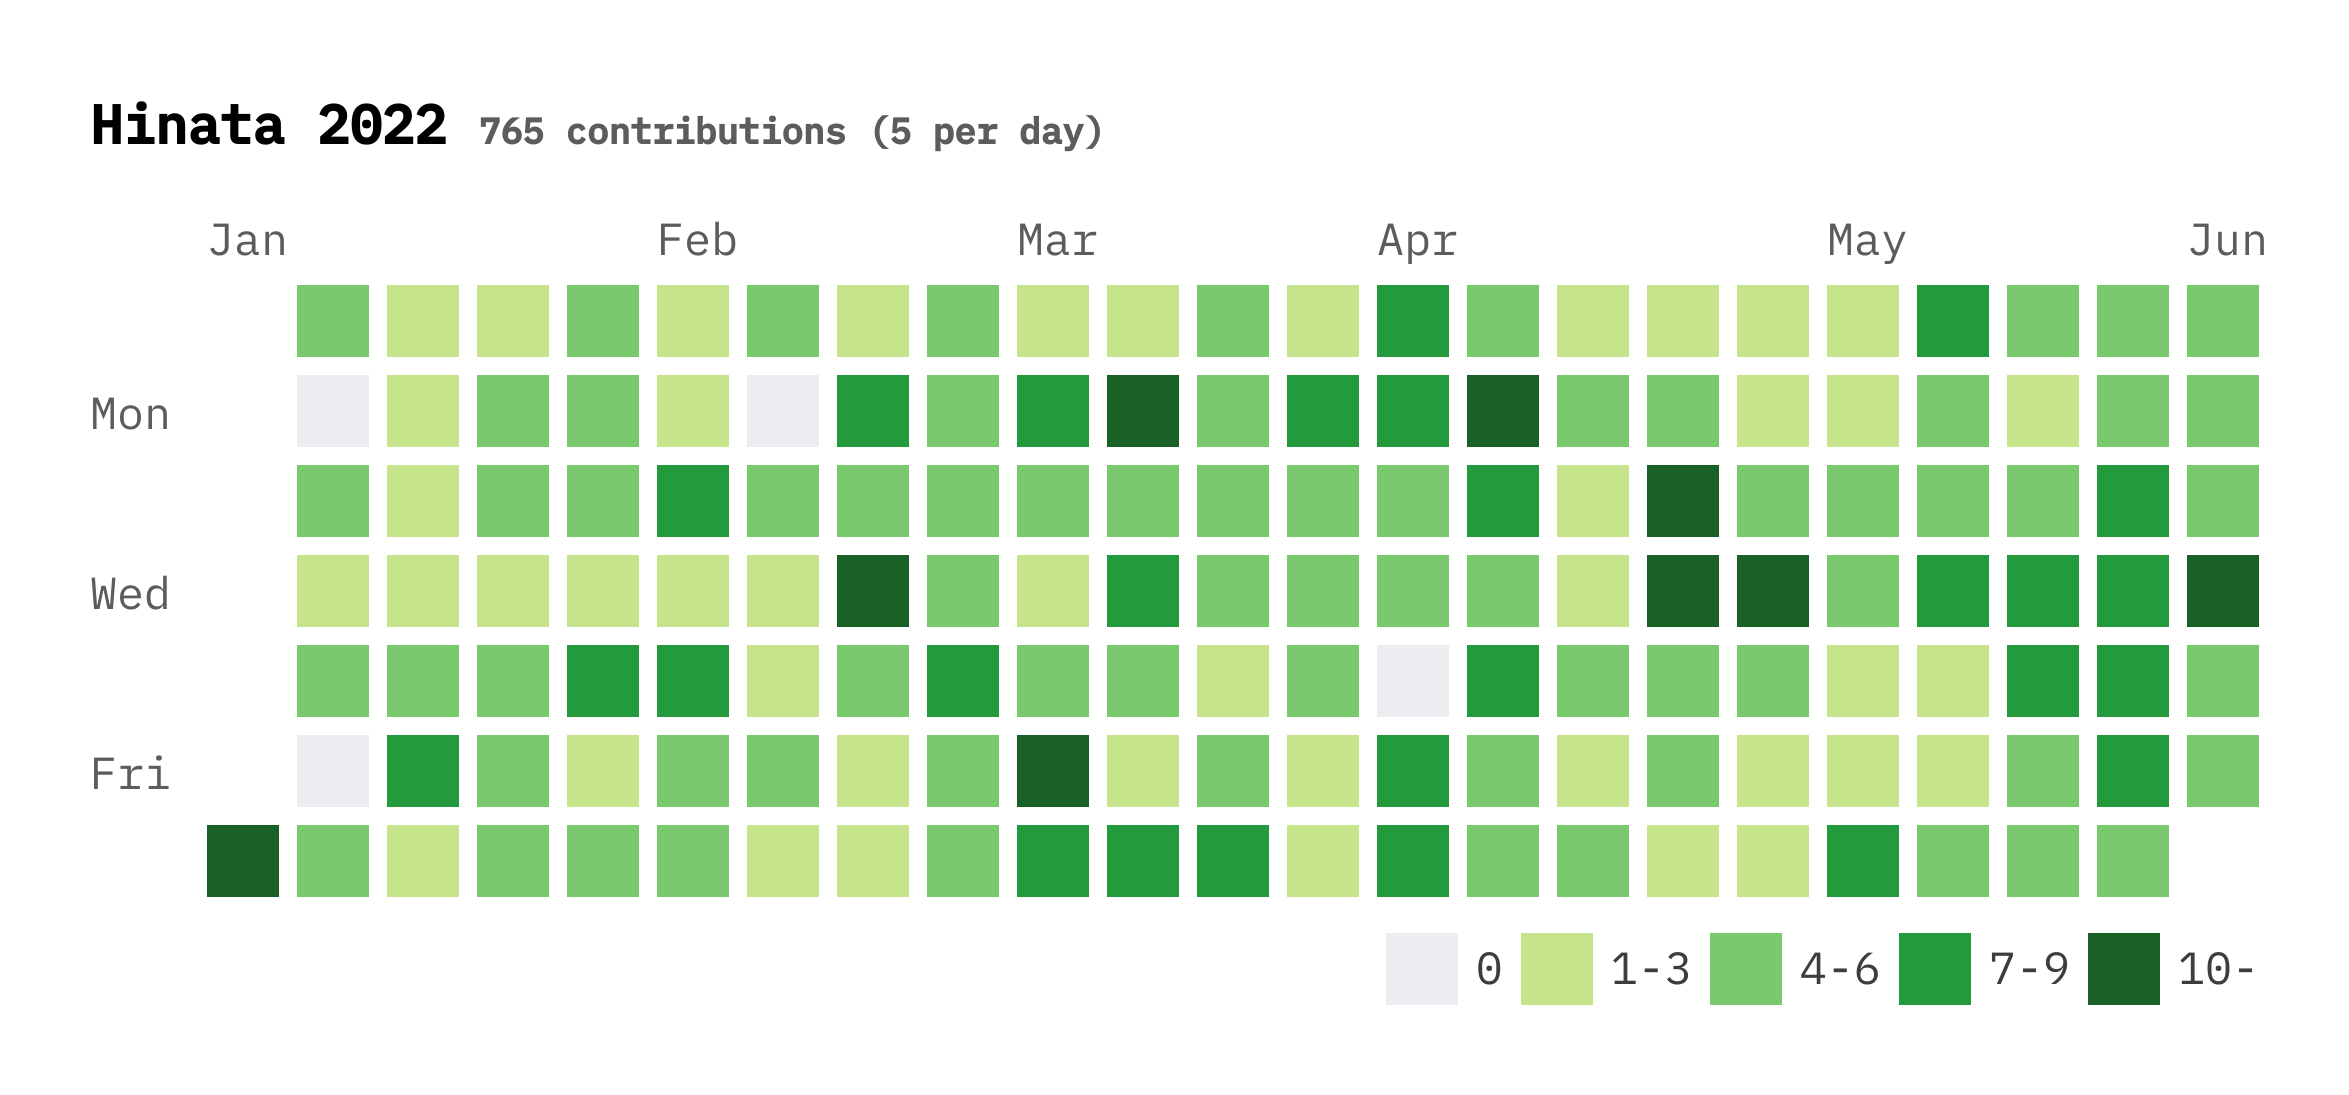 Hinata 2022 765 contributions (5 per day)
Jan Feb Mar Apr May Jun
Mon
Wed
Fri
0 1-3 4-6 7-9 10-